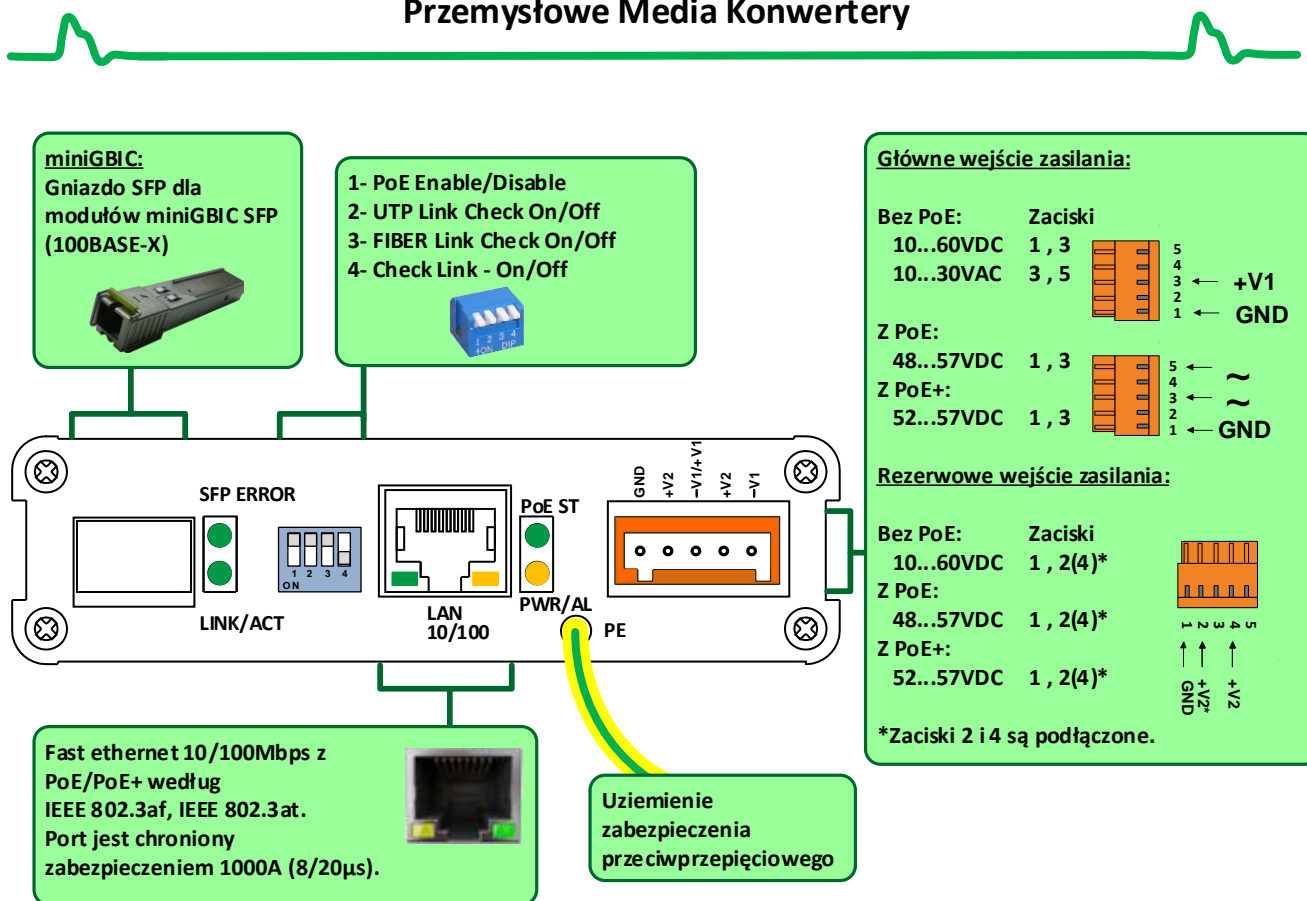 Przemysłowe Media Konwertery
miniGBIC:
Gniazdo SFP dla
modułów miniGBIC SFP
(100BASE-X)
1- PoE Enable/Disable
2- UTP Link Check On/Off
3- FIBER Link Check On/Off
4- Check Link - On/Off
1 2 3 4
↑ON DIP
Główne wejście zasilania:
Bez PoE: Zaciski
10...60VDC 1 , 3
10...30VAC 3 , 5
Z PoE:
48...57VDC 1 , 3
Z PoE+:
52...57VDC 1 , 3
5
4
3 ← +V1
2
1 ← GND
5 ← ~
4
3 ← ~
2
1 ← GND
Rezerwowe wejście zasilania:
Bez PoE: Zaciski
10...60VDC 1 , 2(4)*
Z PoE:
48...57VDC 1 , 2(4)*
Z PoE+:
52...57VDC 1 , 2(4)*
1 2 3 4 5
GND
+V2*
+V2
*Zaciski 2 i 4 są podłączone.
SFP ERROR
LINK/ACT
1 2 3 4
ON
LAN
10/100
PoE ST
PWR/AL
PE
GND
+V2
–V1/+V1
+V2
–V1
Fast ethernet 10/100Mbps z
PoE/PoE+ według
IEEE 802.3af, IEEE 802.3at.
Port jest chroniony
zabezpieczeniem 1000A (8/20μs).
Uziemienie
zabezpieczenia
przeciwprzepięciowego